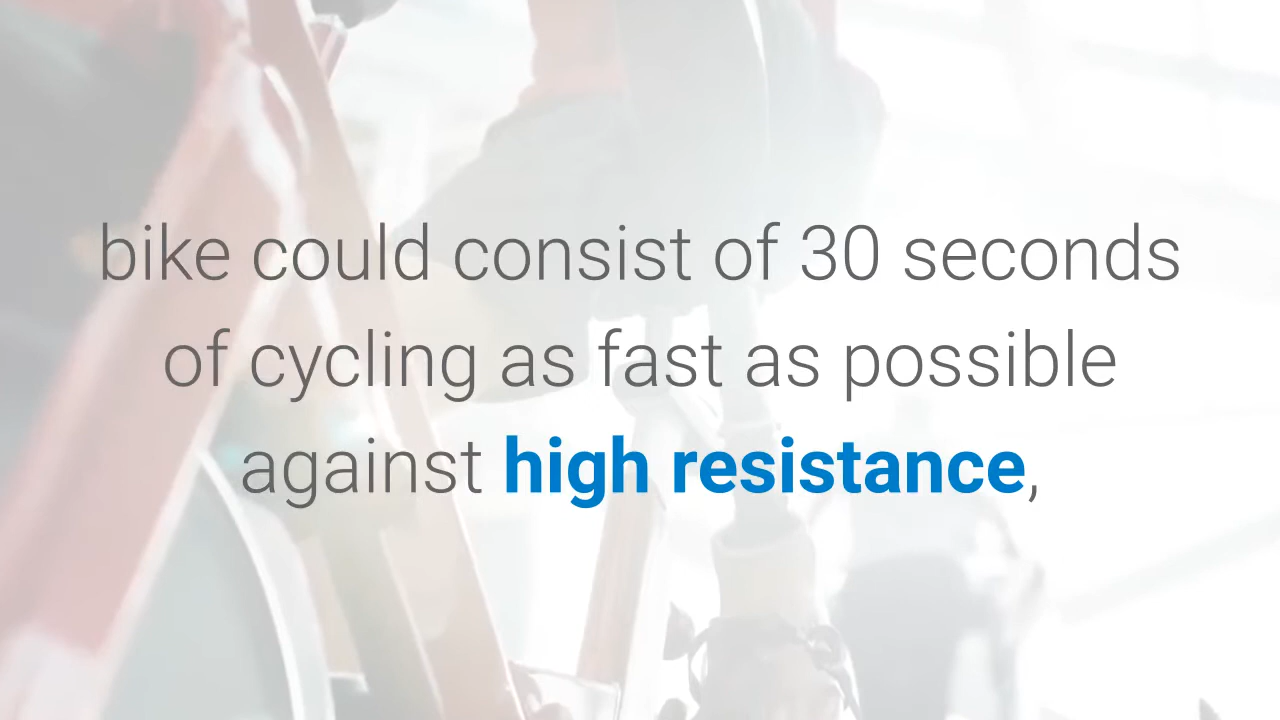 bike could consist of 30 seconds
of cycling as fast as possible
against high resistance,